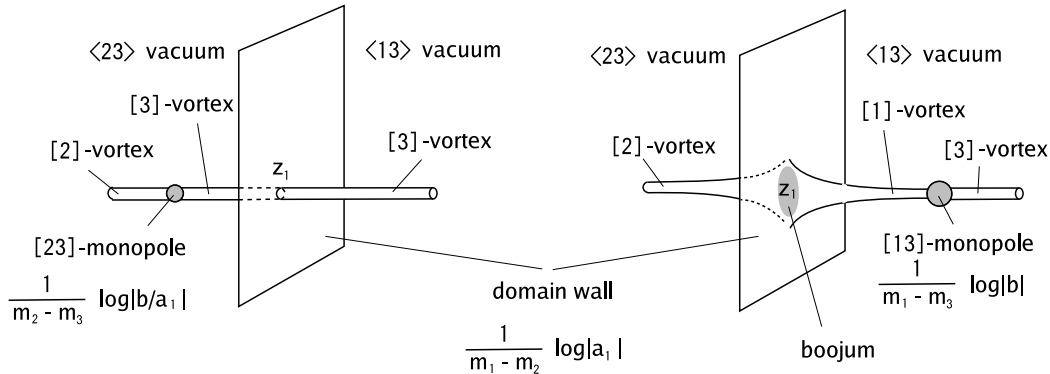 ⟨23⟩ vacuum
⟨13⟩ vacuum
[3]-vortex
[2]-vortex
z₁
[3]-vortex
[23]-monopole
1/(m₂ - m₃) log|b/a₁|
domain wall
1/(m₁ - m₂) log|a₁|
⟨23⟩ vacuum
⟨13⟩ vacuum
[1]-vortex
[2]-vortex
[3]-vortex
z₁
[13]-monopole
1/(m₁ - m₃) log|b|
boojum